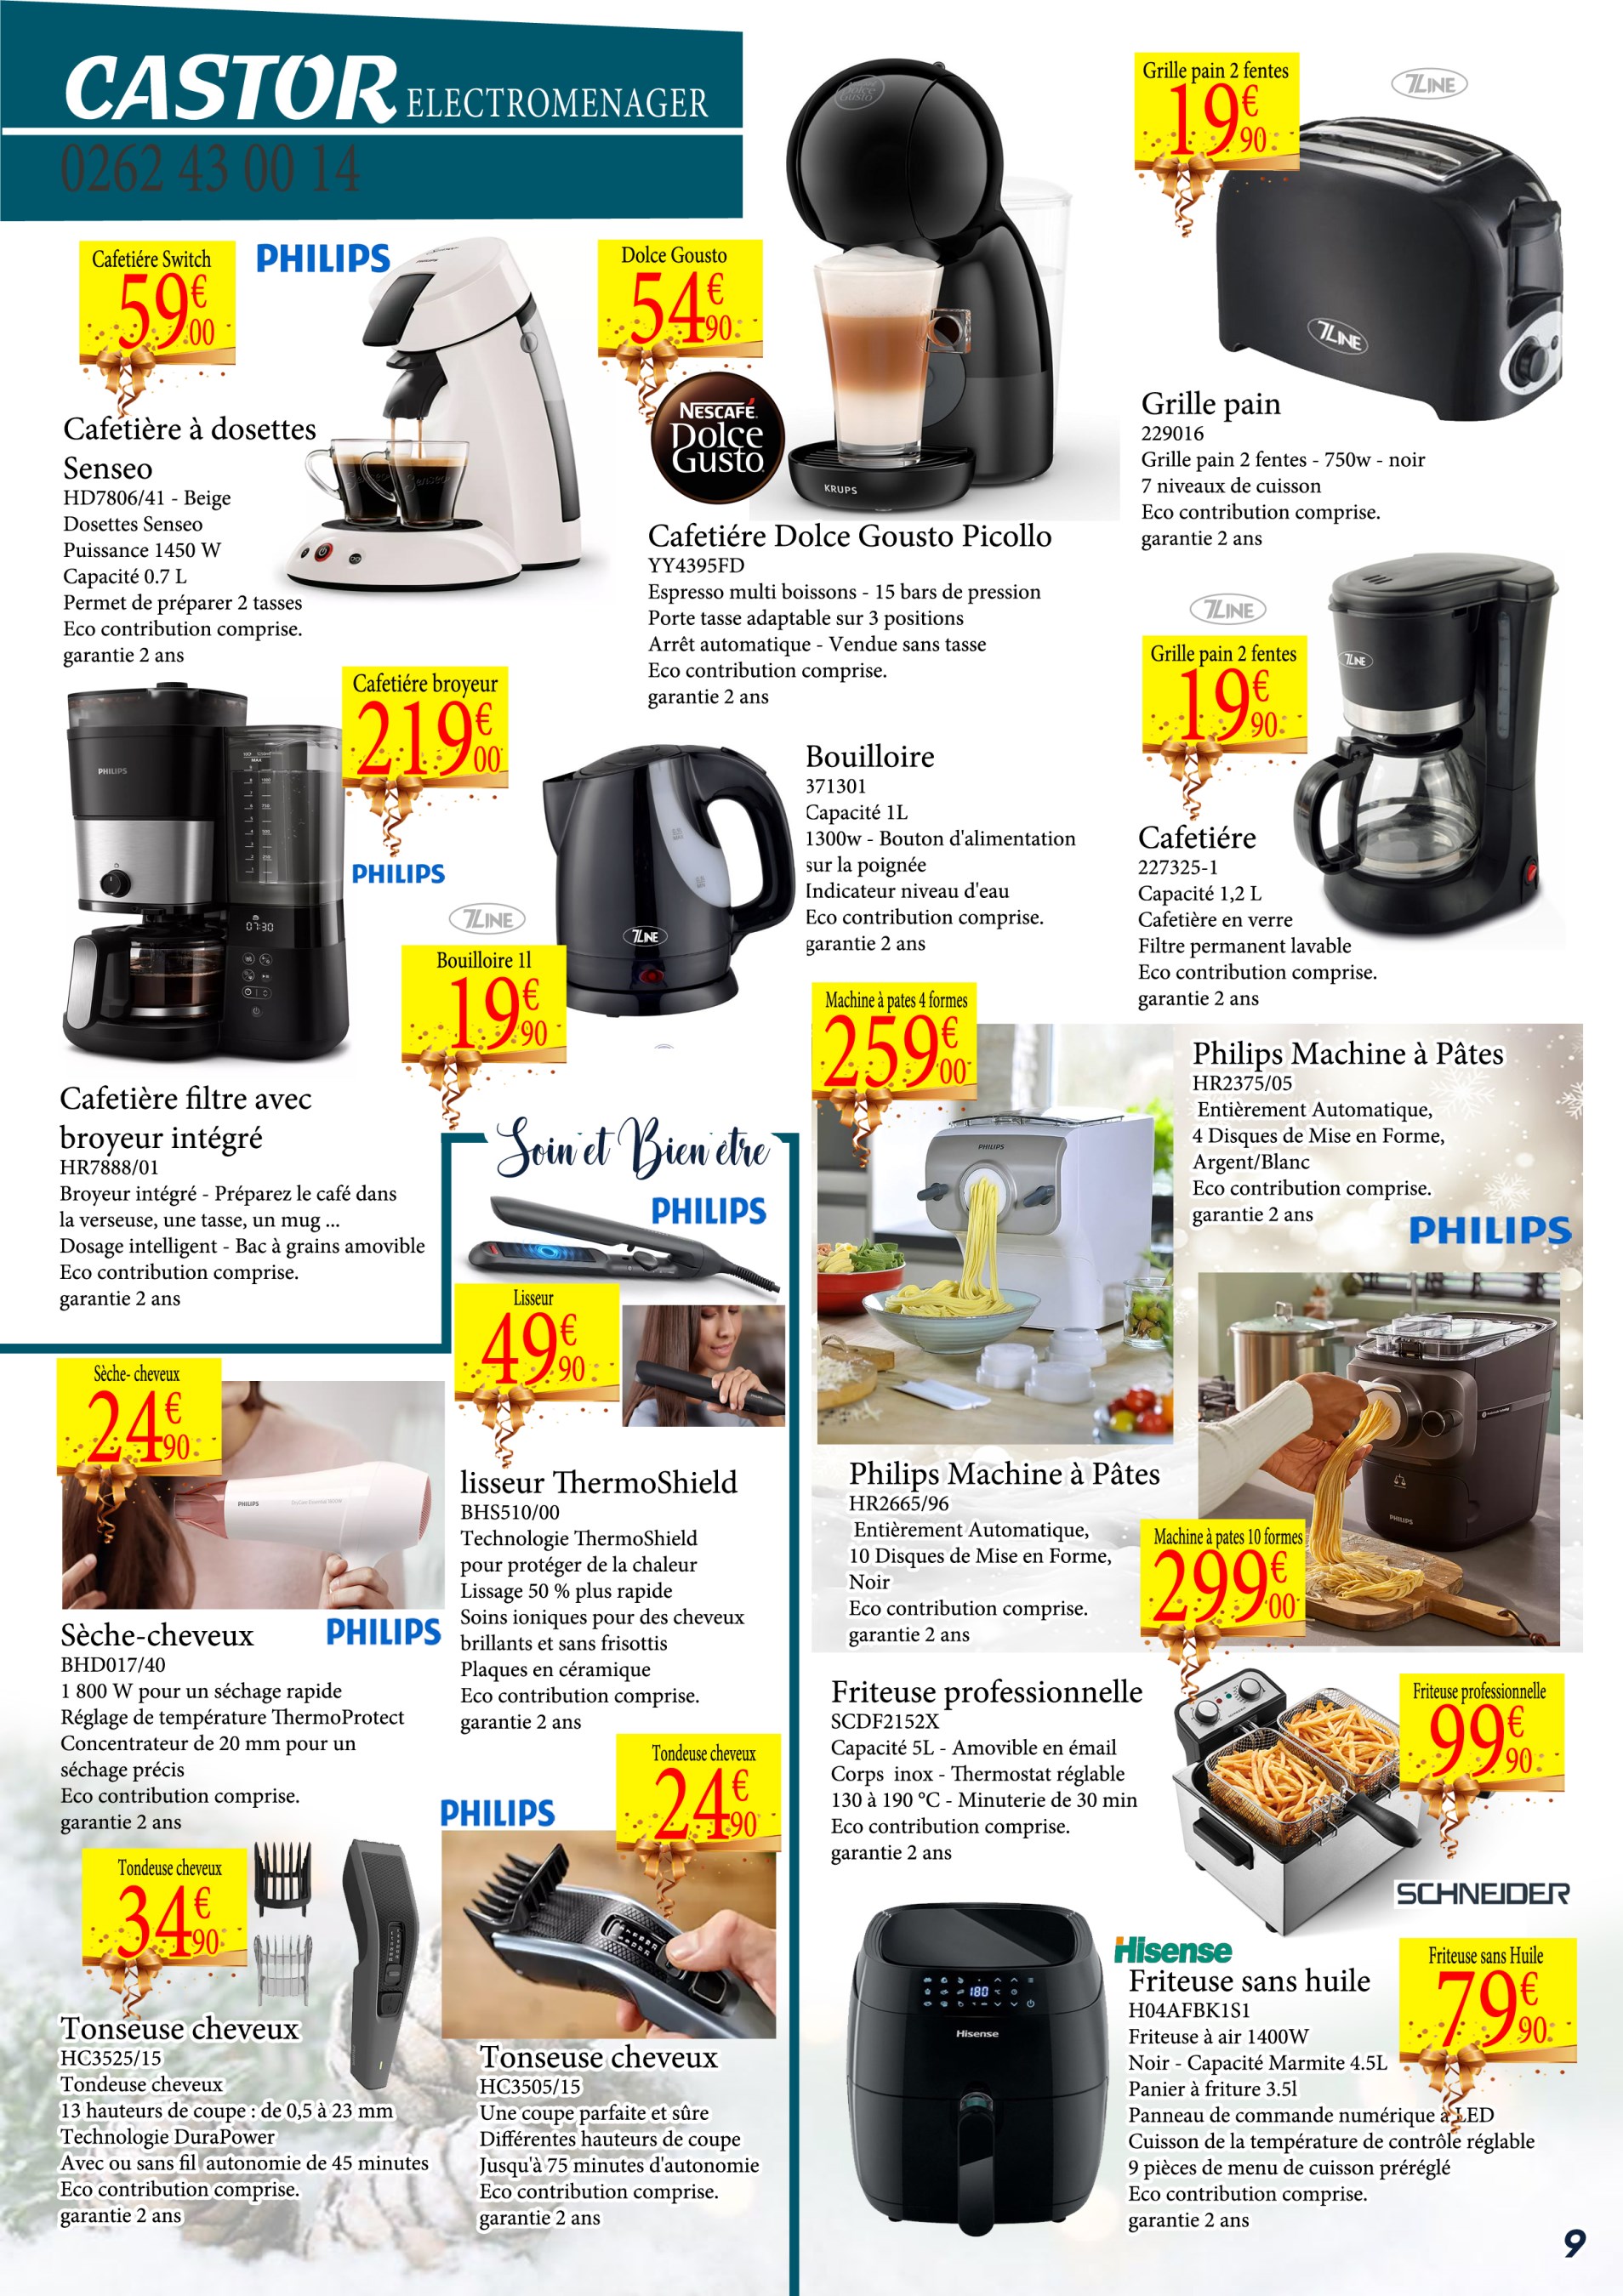 CASTOR ELECTROMENAGER
0262 43 00 14
Cafetiére Switch
59€00
PHILIPS
Cafetière à dosettes
Senseo
HD7806/41 - Beige
Dosettes Senseo
Puissance 1450 W
Capacité 0.7 L
Permet de préparer 2 tasses
Eco contribution comprise.
garantie 2 ans
Dolce Gousto
54€90
NESCAFÉ
Dolce
Gusto
KRUPS
Cafetiére Dolce Gousto Picollo
YY4395FD
Espresso multi boissons - 15 bars de pression
Porte tasse adaptable sur 3 positions
Arrêt automatique - Vendue sans tasse
Eco contribution comprise.
garantie 2 ans
Grille pain 2 fentes
19€90
7LINE
7LINE
Grille pain
229016
Grille pain 2 fentes - 750w - noir
7 niveaux de cuisson
Eco contribution comprise.
garantie 2 ans
Cafetiére broyeur
219€00
PHILIPS
PHILIPS
07:30
Cafetière filtre avec
broyeur intégré
HR7888/01
Broyeur intégré - Préparez le café dans
la verseuse, une tasse, un mug ...
Dosage intelligent - Bac à grains amovible
Eco contribution comprise.
garantie 2 ans
7LINE
Bouilloire 1l
19€90
7LINE
Bouilloire
371301
Capacité 1L
1300w - Bouton d'alimentation
sur la poignée
Indicateur niveau d'eau
Eco contribution comprise.
garantie 2 ans
7LINE
Grille pain 2 fentes
19€90
7LINE
Cafetiére
227325-1
Capacité 1,2 L
Cafetière en verre
Filtre permanent lavable
Eco contribution comprise.
garantie 2 ans
Machine à pates 4 formes
259€00
PHILIPS
Philips Machine à Pâtes
HR2375/05
Entièrement Automatique,
4 Disques de Mise en Forme,
Argent/Blanc
Eco contribution comprise.
garantie 2 ans
PHILIPS
Philips Machine à Pâtes
HR2665/96
Entièrement Automatique,
10 Disques de Mise en Forme,
Noir
Eco contribution comprise.
garantie 2 ans
Machine à pates 10 formes
299€00
PHILIPS
Soin et Bien être
PHILIPS
Lisseur
49€90
lisseur ThermoShield
BHS510/00
Technologie ThermoShield
pour protéger de la chaleur
Lissage 50 % plus rapide
Soins ioniques pour des cheveux
brillants et sans frisottis
Plaques en céramique
Eco contribution comprise.
garantie 2 ans
Sèche- cheveux
24€90
PHILIPS
PHILIPS
Sèche-cheveux
BHD017/40
1 800 W pour un séchage rapide
Réglage de température ThermoProtect
Concentrateur de 20 mm pour un
séchage précis
Eco contribution comprise.
garantie 2 ans
Tondeuse cheveux
34€90
Tonseuse cheveux
HC3525/15
Tondeuse cheveux
13 hauteurs de coupe : de 0,5 à 23 mm
Technologie DuraPower
Avec ou sans fil autonomie de 45 minutes
Eco contribution comprise.
garantie 2 ans
PHILIPS
Tondeuse cheveux
24€90
Tonseuse cheveux
HC3505/15
Une coupe parfaite et sûre
Différentes hauteurs de coupe
Jusqu'à 75 minutes d'autonomie
Eco contribution comprise.
garantie 2 ans
Friteuse professionnelle
SCDF2152X
Capacité 5L - Amovible en émail
Corps inox - Thermostat réglable
130 à 190 °C - Minuterie de 30 min
Eco contribution comprise.
garantie 2 ans
Friteuse professionnelle
99€90
SCHNEIDER
180
Hisense
Hisense
Friteuse sans huile
H04AFBK1S1
Friteuse à air 1400W
Noir - Capacité Marmite 4.5L
Panier à friture 3.5l
Panneau de commande numérique à LED
Cuisson de la température de contrôle réglable
9 pièces de menu de cuisson préréglé
Eco contribution comprise.
garantie 2 ans
Friteuse sans Huile
79€90
9